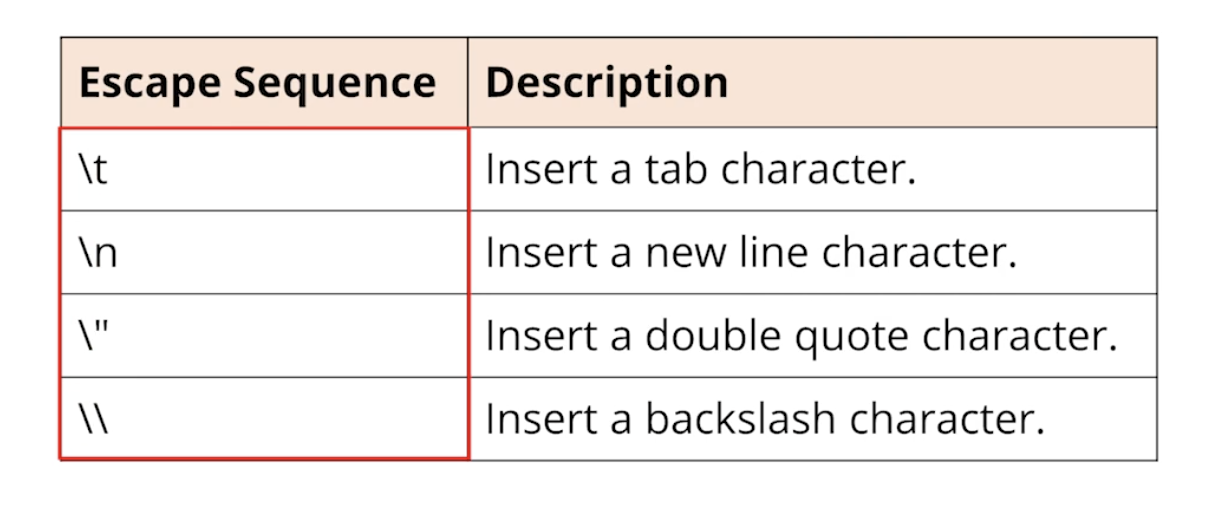 Escape Sequence Description
\t Insert a tab character.
\n Insert a new line character.
\" Insert a double quote character.
\\ Insert a backslash character.